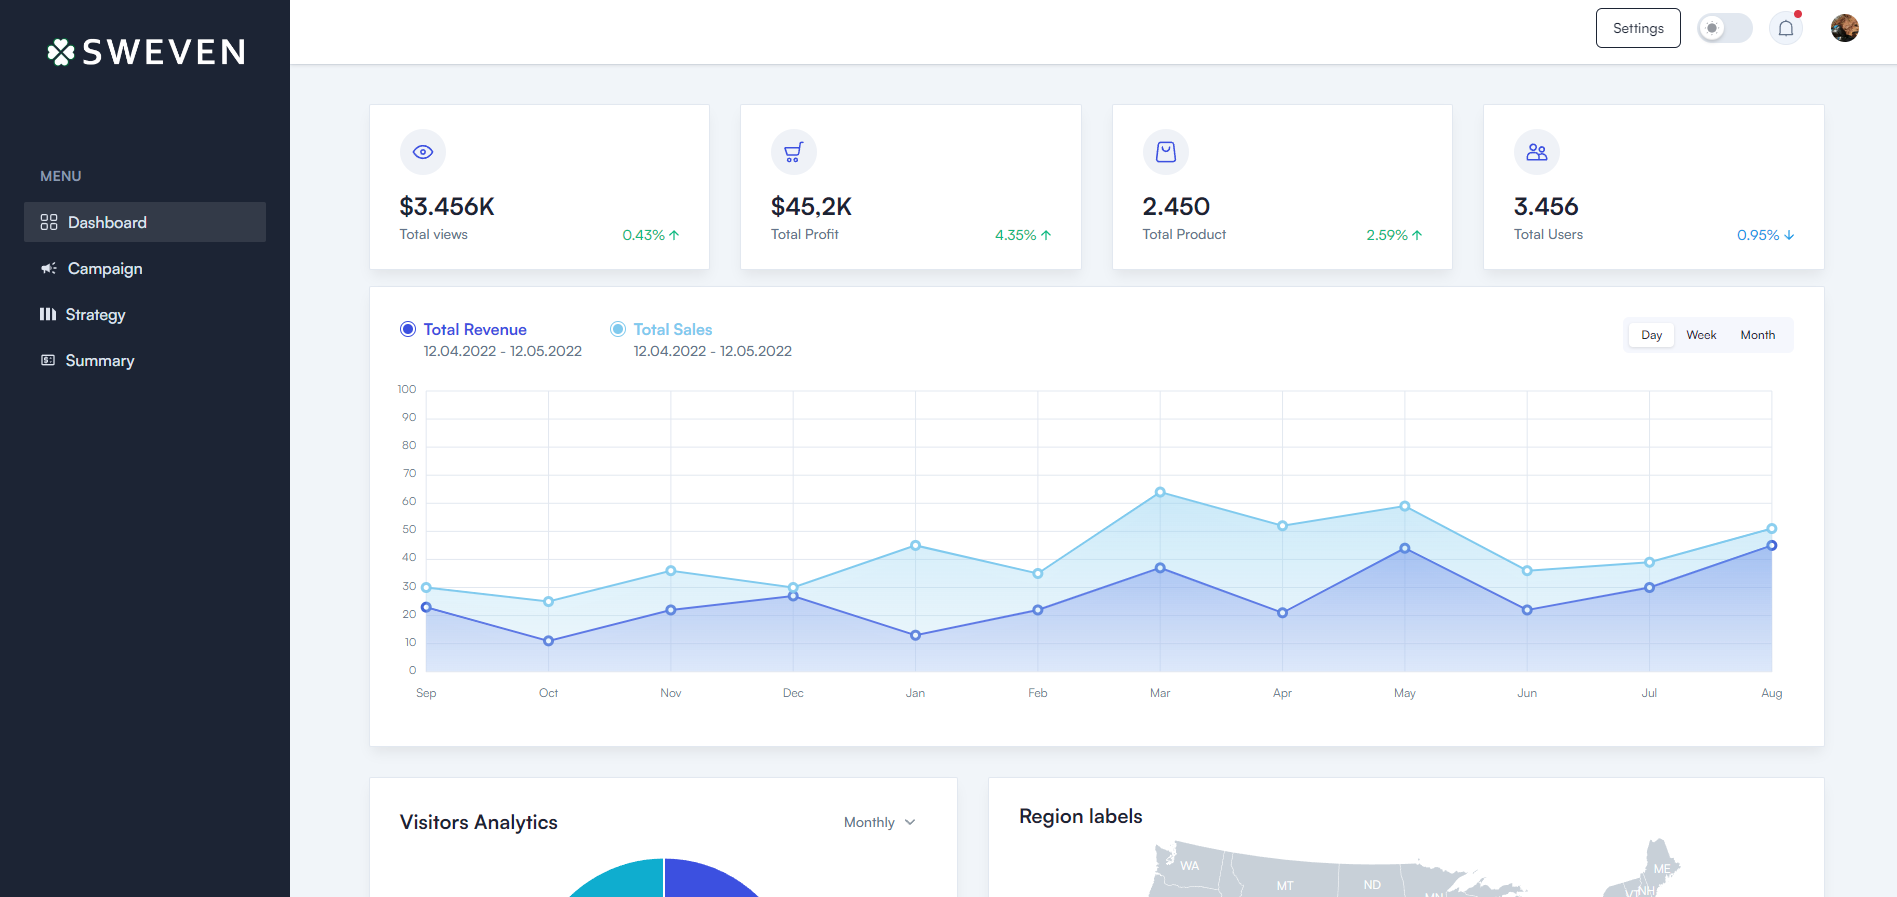 SWEVEN
MENU
Dashboard
Campaign
Strategy
Summary
Settings
$3.456K
Total views
0.43%
$45,2K
Total Profit
4.35%
2.450
Total Product
2.59%
3.456
Total Users
0.95%
Total Revenue
12.04.2022 - 12.05.2022
Total Sales
12.04.2022 - 12.05.2022
Day Week Month
100
90
80
70
60
50
40
30
20
10
0
Sep Oct Nov Dec Jan Feb Mar Apr May Jun Jul Aug
Visitors Analytics
Monthly
Region labels
WA
MT
ND
MN
ME
VT
NH